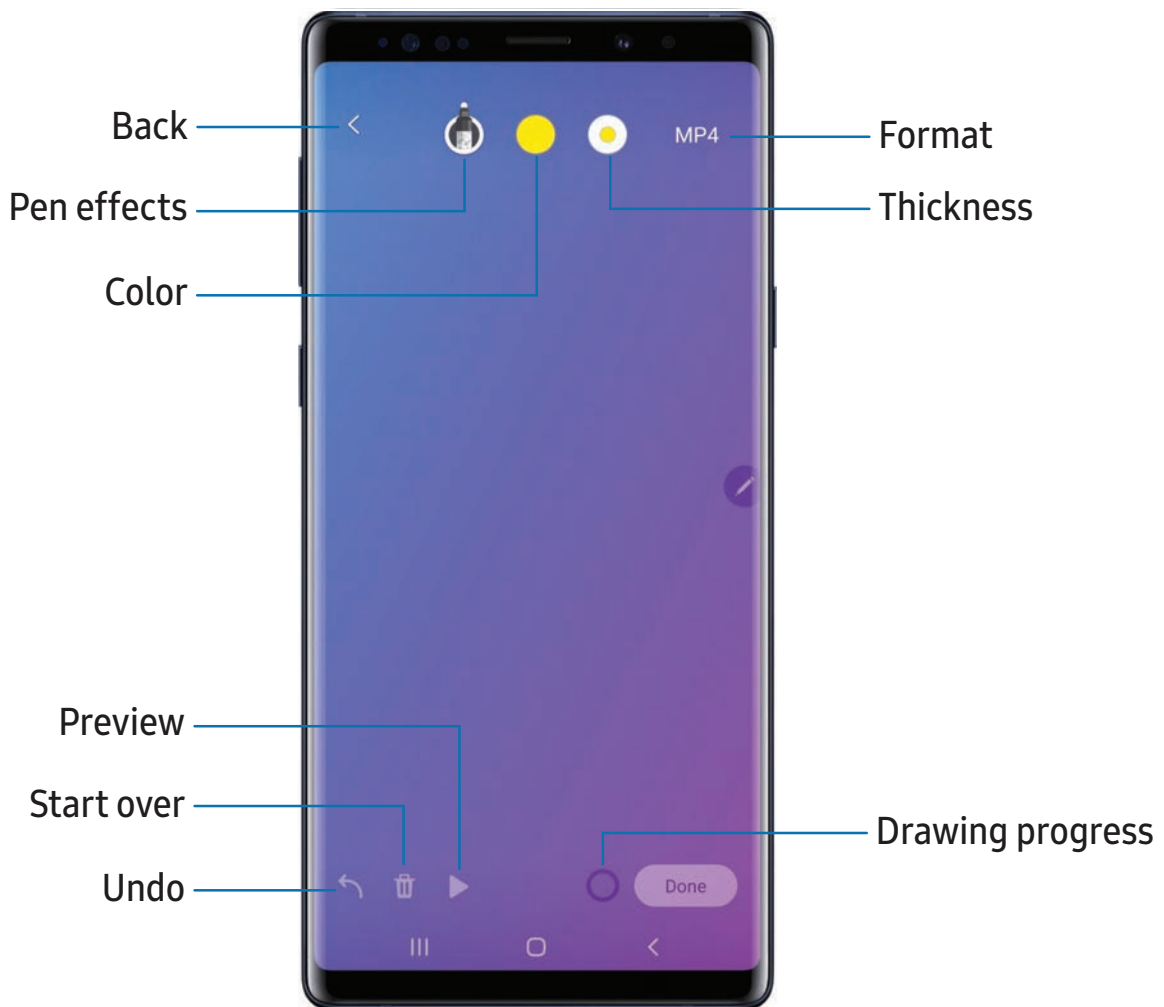 Back
MP4
Format
Pen effects
Thickness
Color
Preview
Start over
Drawing progress
Undo
Done